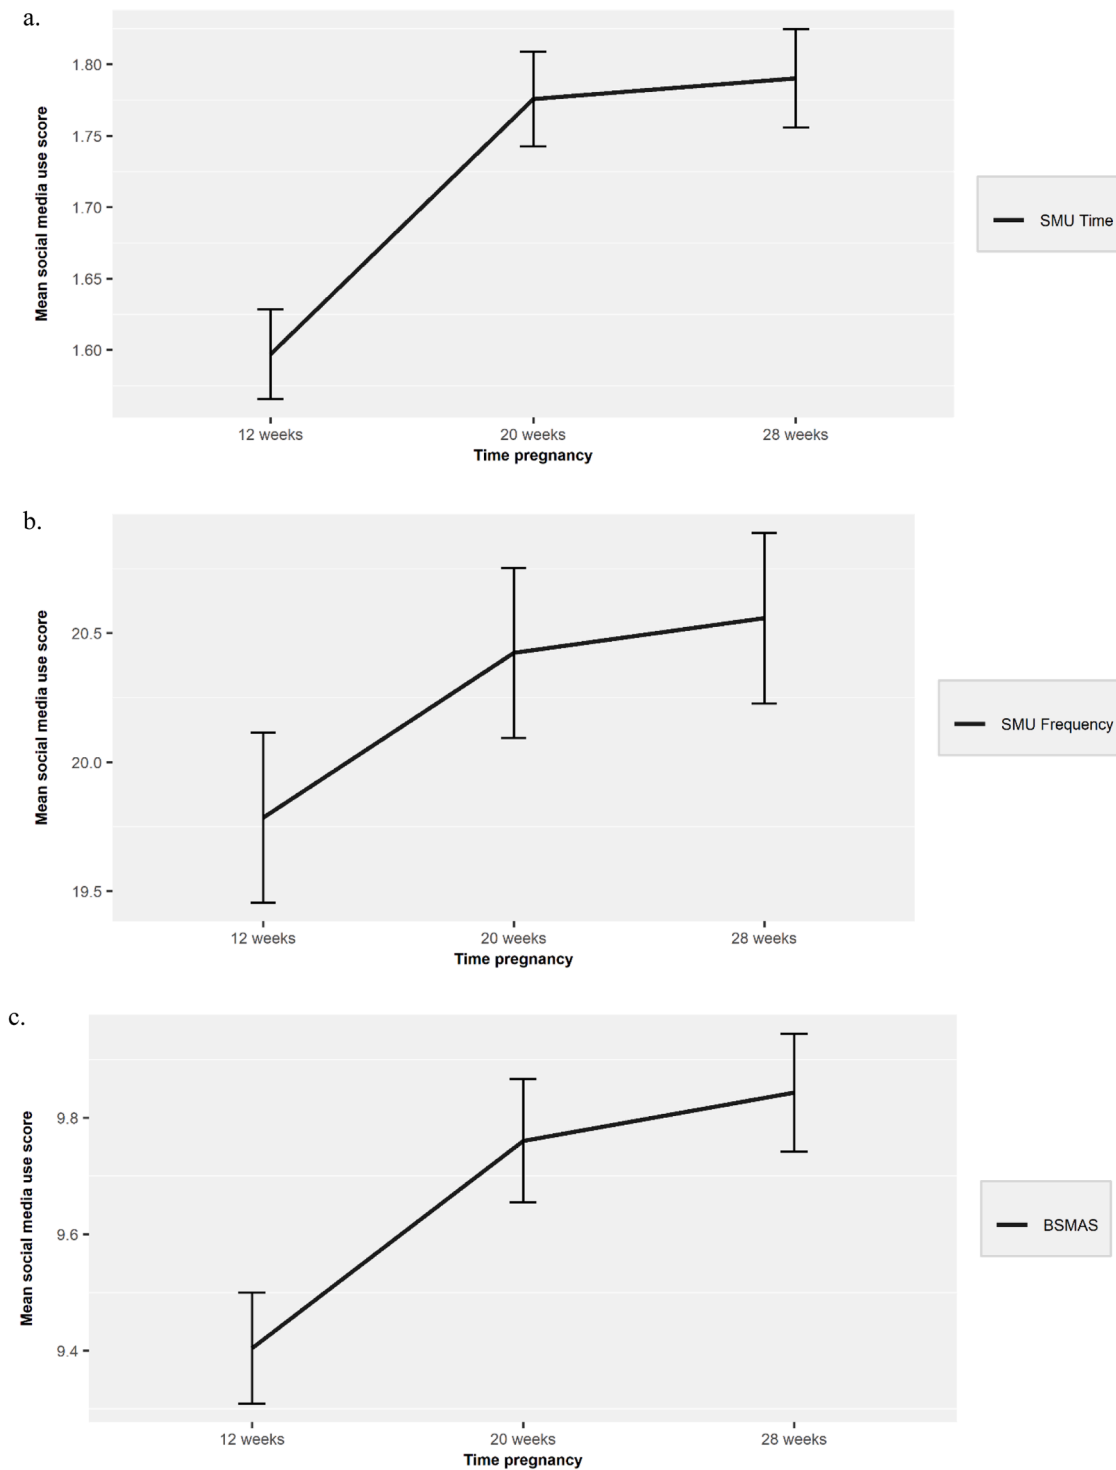 a.
Mean social media use score
1.80
1.75
1.70
1.65
1.60
12 weeks
20 weeks
28 weeks
Time pregnancy
SMU Time
b.
Mean social media use score
20.5
20.0
19.5
12 weeks
20 weeks
28 weeks
Time pregnancy
SMU Frequency
c.
Mean social media use score
9.8
9.6
9.4
12 weeks
20 weeks
28 weeks
Time pregnancy
BSMAS